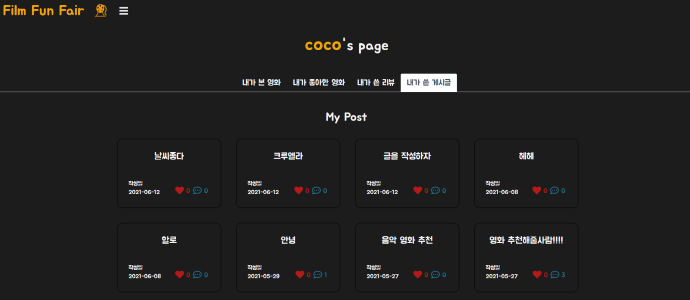 Film Fun Fair
coco's page
내가 본 영화 내가 좋아한 영화 내가 쓴 리뷰 내가 쓴 게시글
My Post
날씨좋다 크루엘라 글을 작성하자 헤헤
작성일 작성일 작성일 작성일
2021-06-12 0 0 2021-06-12 0 0 2021-06-12 0 0 2021-06-08 0 0
할로 안녕 음악 영화 추천 영화 추천해줄사람!!!!
작성일 작성일 작성일 작성일
2021-06-08 0 0 2021-05-29 0 1 2021-05-27 0 0 2021-05-27 0 3